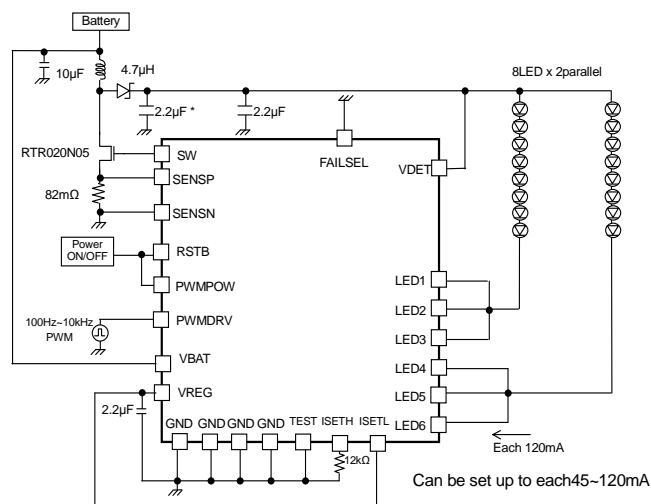 Battery
10μF
4.7μH
8LED x 2parallel
2.2μF *
2.2μF
RTR020N05
SW
FAILSEL
VDET
SENSP
82mΩ
SENSN
Power
ON/OFF
RSTB
PWMPOW
LED1
LED2
100Hz~10kHz
PWM
PWMDRV
LED3
VBAT
LED4
VREG
LED5
2.2μF
GND GND GND GND TEST ISETH ISETL
LED6
Each 120mA
12kΩ
Can be set up to each45~120mA